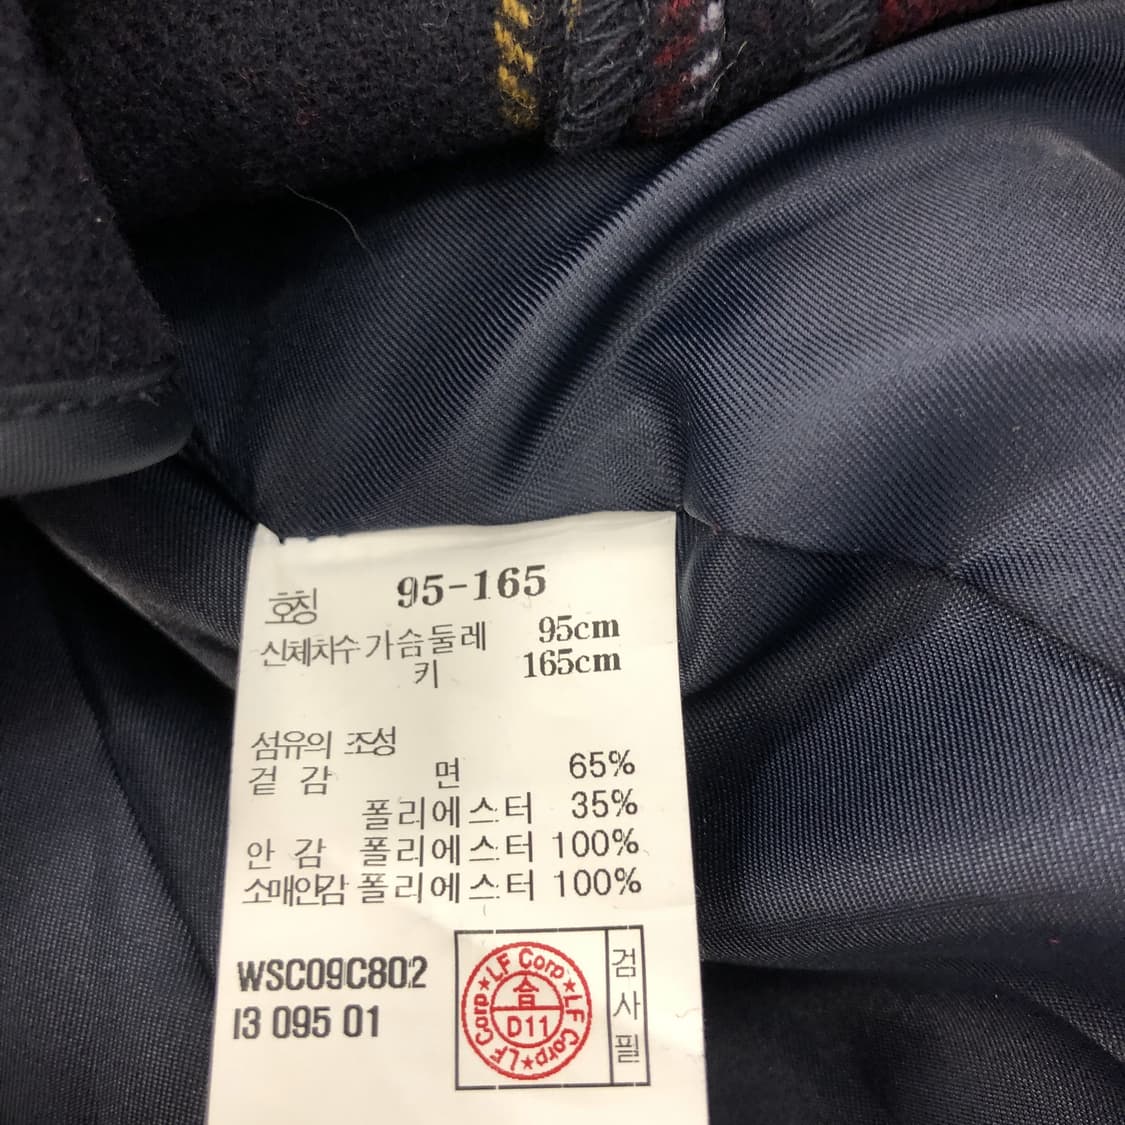 호칭 95-165
신체치수 가슴둘레 95cm
키 165cm
섬유의 조성
겉감 면 65%
폴리에스터 35%
안감 폴리에스터 100%
소매안감 폴리에스터 100%
WSC09C802
I3 095 01
LF Corp★LF Corp★LF Corp★
合
D11
검사필